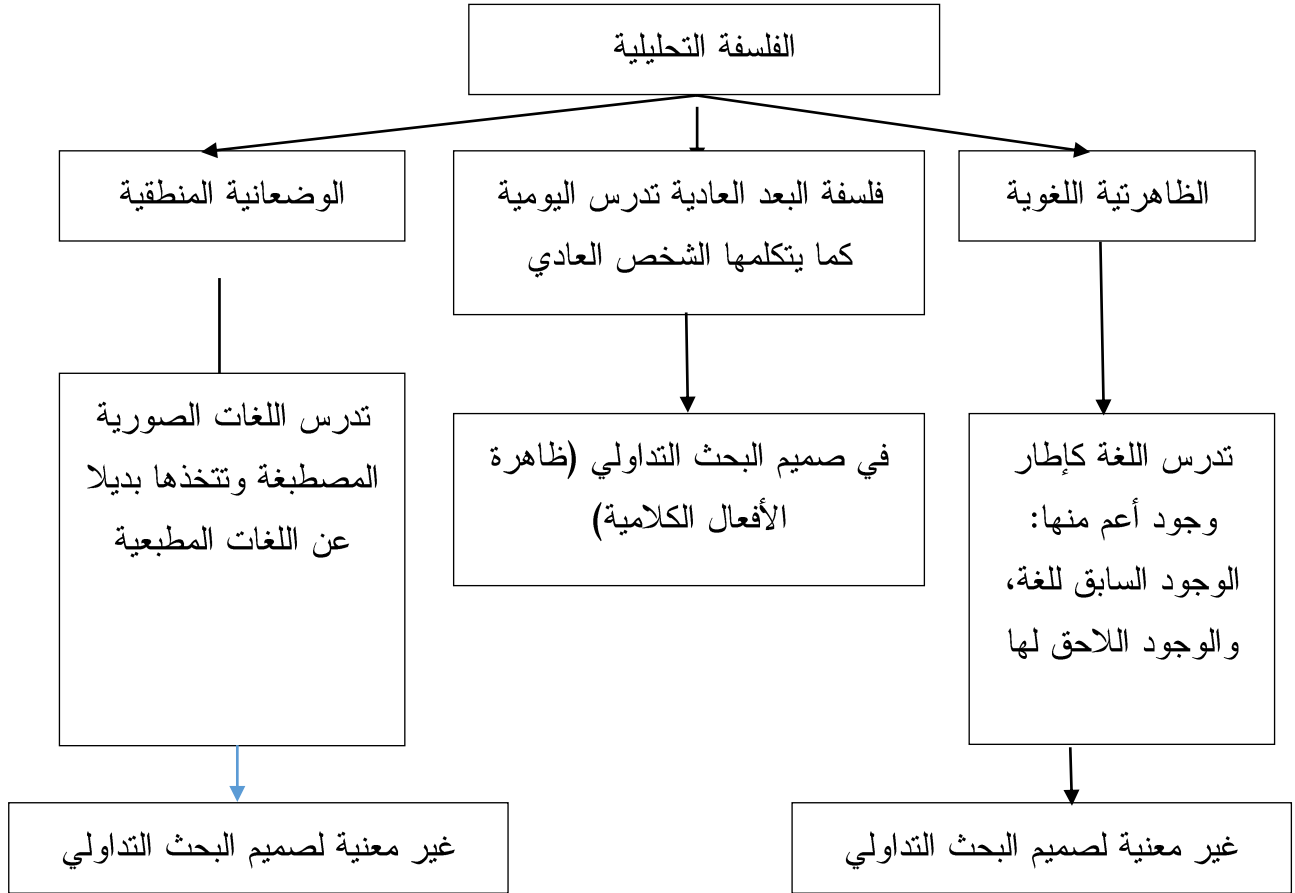 الفلسفة التحليلية
الظاهرتية اللغوية
فلسفة البعد العادية تدرس اليومية
كما يتكلمها الشخص العادي
الوضعانية المنطقية
تدرس اللغة كإطار
وجود أعم منها:
الوجود السابق للغة،
والوجود اللاحق لها
في صميم البحث التداولي (ظاهرة
الأفعال الكلامية)
تدرس اللغات الصورية
المصطبغة وتتخذها بديلا
عن اللغات المطبعية
غير معنية لصميم البحث التداولي
غير معنية لصميم البحث التداولي